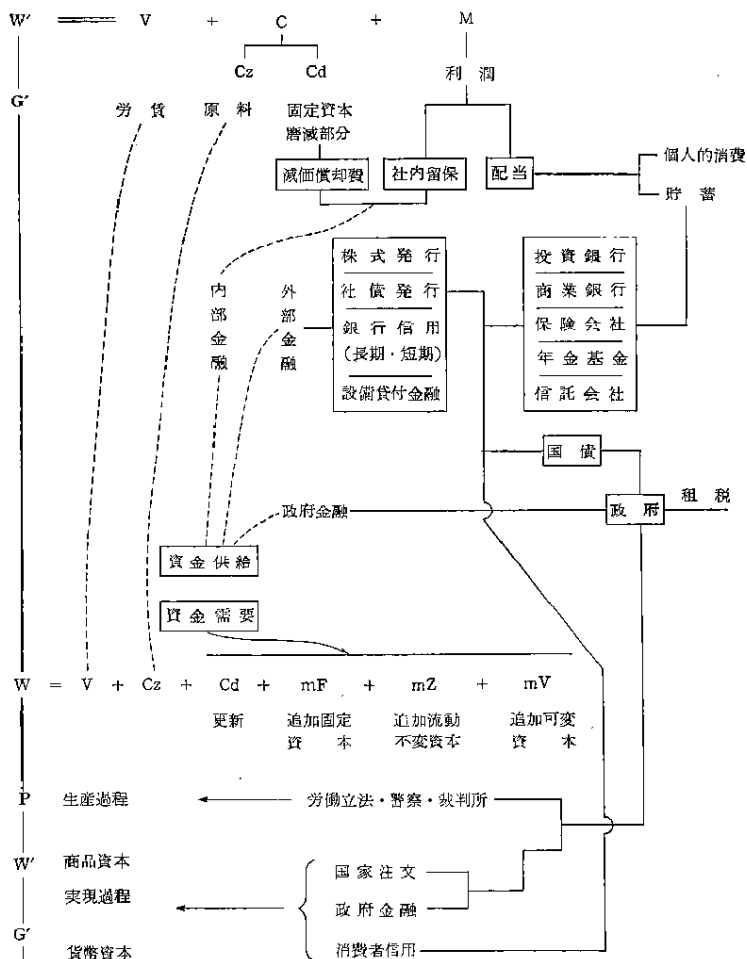 W' = V + C + M
Cz Cd
利潤
G'
労賃 原料 固定資本
磨滅部分
減価償却費 社内留保 配当
個人的消費
貯蓄
株式発行
社債発行
銀行信用
(長期・短期)
設備貸付金融
投資銀行
商業銀行
保険会社
年金基金
信託会社
内部金融
外部金融
国債
政府金融
政府
租税
資金供給
資金需要
W = V + Cz + Cd + mF + mZ + mV
更新
追加固定
資本
追加流動
不変資本
追加可変
資本
P 生産過程
労働立法・警察・裁判所
W' 商品資本
実現過程
国家注文
政府金融
G' 貨幣資本
消費者信用